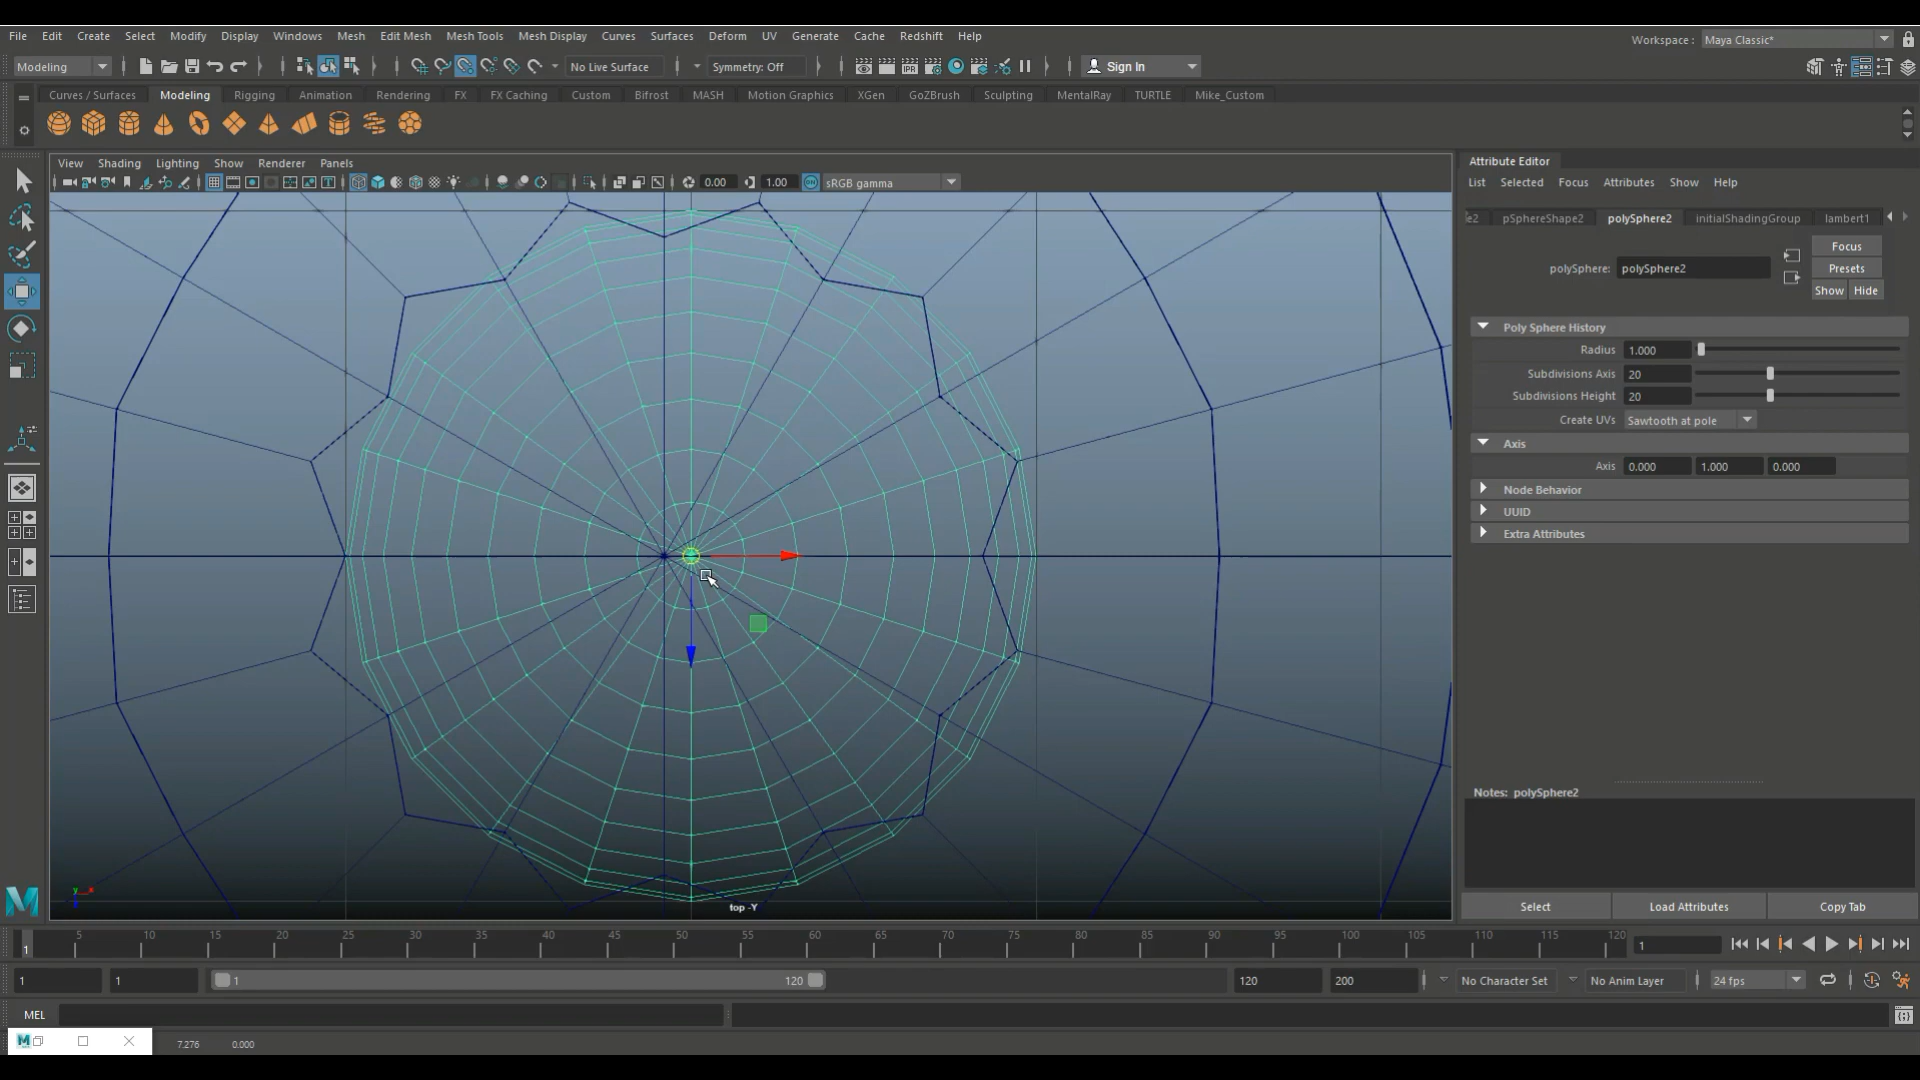 File Edit Create Select Modify Display Windows Mesh Edit Mesh Mesh Tools Mesh Display Curves Surfaces Deform UV Generate Cache Redshift Help
Workspace : Maya Classic*
Modeling No Live Surface Symmetry: Off Sign In
Curves / Surfaces Modeling Rigging Animation Rendering FX FX Caching Custom Bifrost MASH Motion Graphics XGen GoZBrush Sculpting MentalRay TURTLE Mike_Custom
View Shading Lighting Show Renderer Panels
0.00 1.00 sRGB gamma
top -Y
Attribute Editor
List Selected Focus Attributes Show Help
e2 pSphereShape2 polySphere2 initialShadingGroup lambert1
Focus
polySphere: polySphere2
Presets
Show Hide
Poly Sphere History
Radius 1.000
Subdivisions Axis 20
Subdivisions Height 20
Create UVs Sawtooth at pole
Axis
Axis 0.000 1.000 0.000
Node Behavior
UUID
Extra Attributes
Notes: polySphere2
Select Load Attributes Copy Tab
1 5 10 15 20 25 30 35 40 45 50 55 60 65 70 75 80 85 90 95 100 105 110 115 120 1
1 1 1 120 120 200 No Character Set No Anim Layer 24 fps
MEL
7.276 0.000